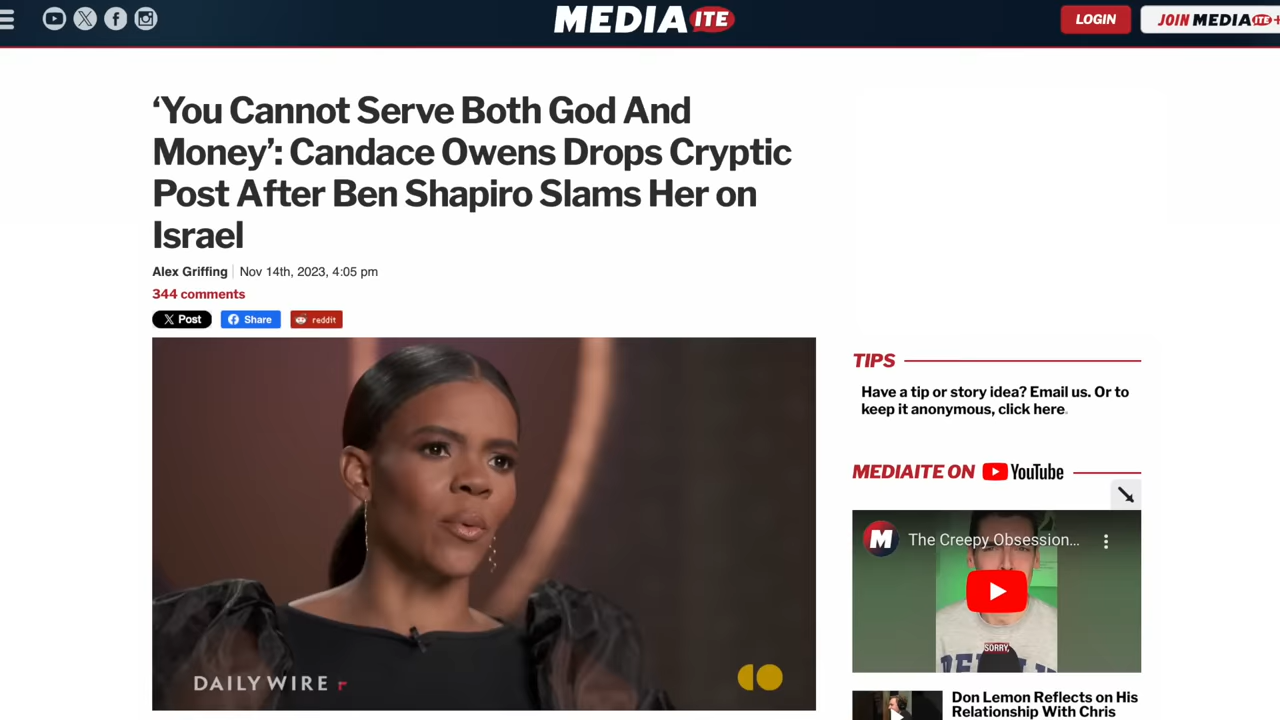 MEDIAITE
LOGIN
JOIN MEDIAITE+
‘You Cannot Serve Both God And
Money’: Candace Owens Drops Cryptic
Post After Ben Shapiro Slams Her on
Israel
Alex Griffing Nov 14th, 2023, 4:05 pm
344 comments
X Post
Share
reddit
DAILY WIRE
TIPS
Have a tip or story idea? Email us. Or to
keep it anonymous, click here.
MEDIAITE ON YouTube
M The Creepy Obsession...
SORRY,
Don Lemon Reflects on His
Relationship With Chris